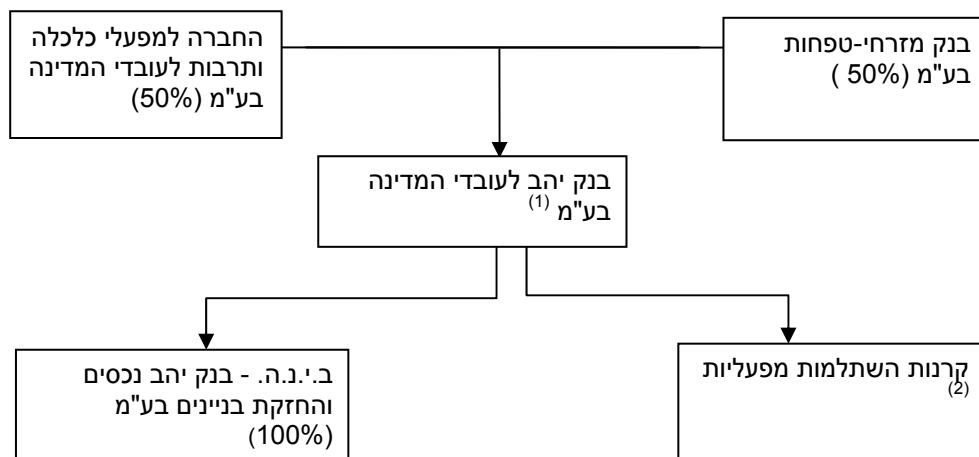 בנק מזרחי-טפחות
בע"מ (50% )
החברה למפעלי כלכלה
ותרבות לעובדי המדינה
בע"מ (50%)
בנק יהב לעובדי המדינה
בע"מ (1)
קרנות השתלמות מפעליות
(2)
ב.י.נ.ה. - בנק יהב נכסים
והחזקת בניינים בע"מ
(100%)